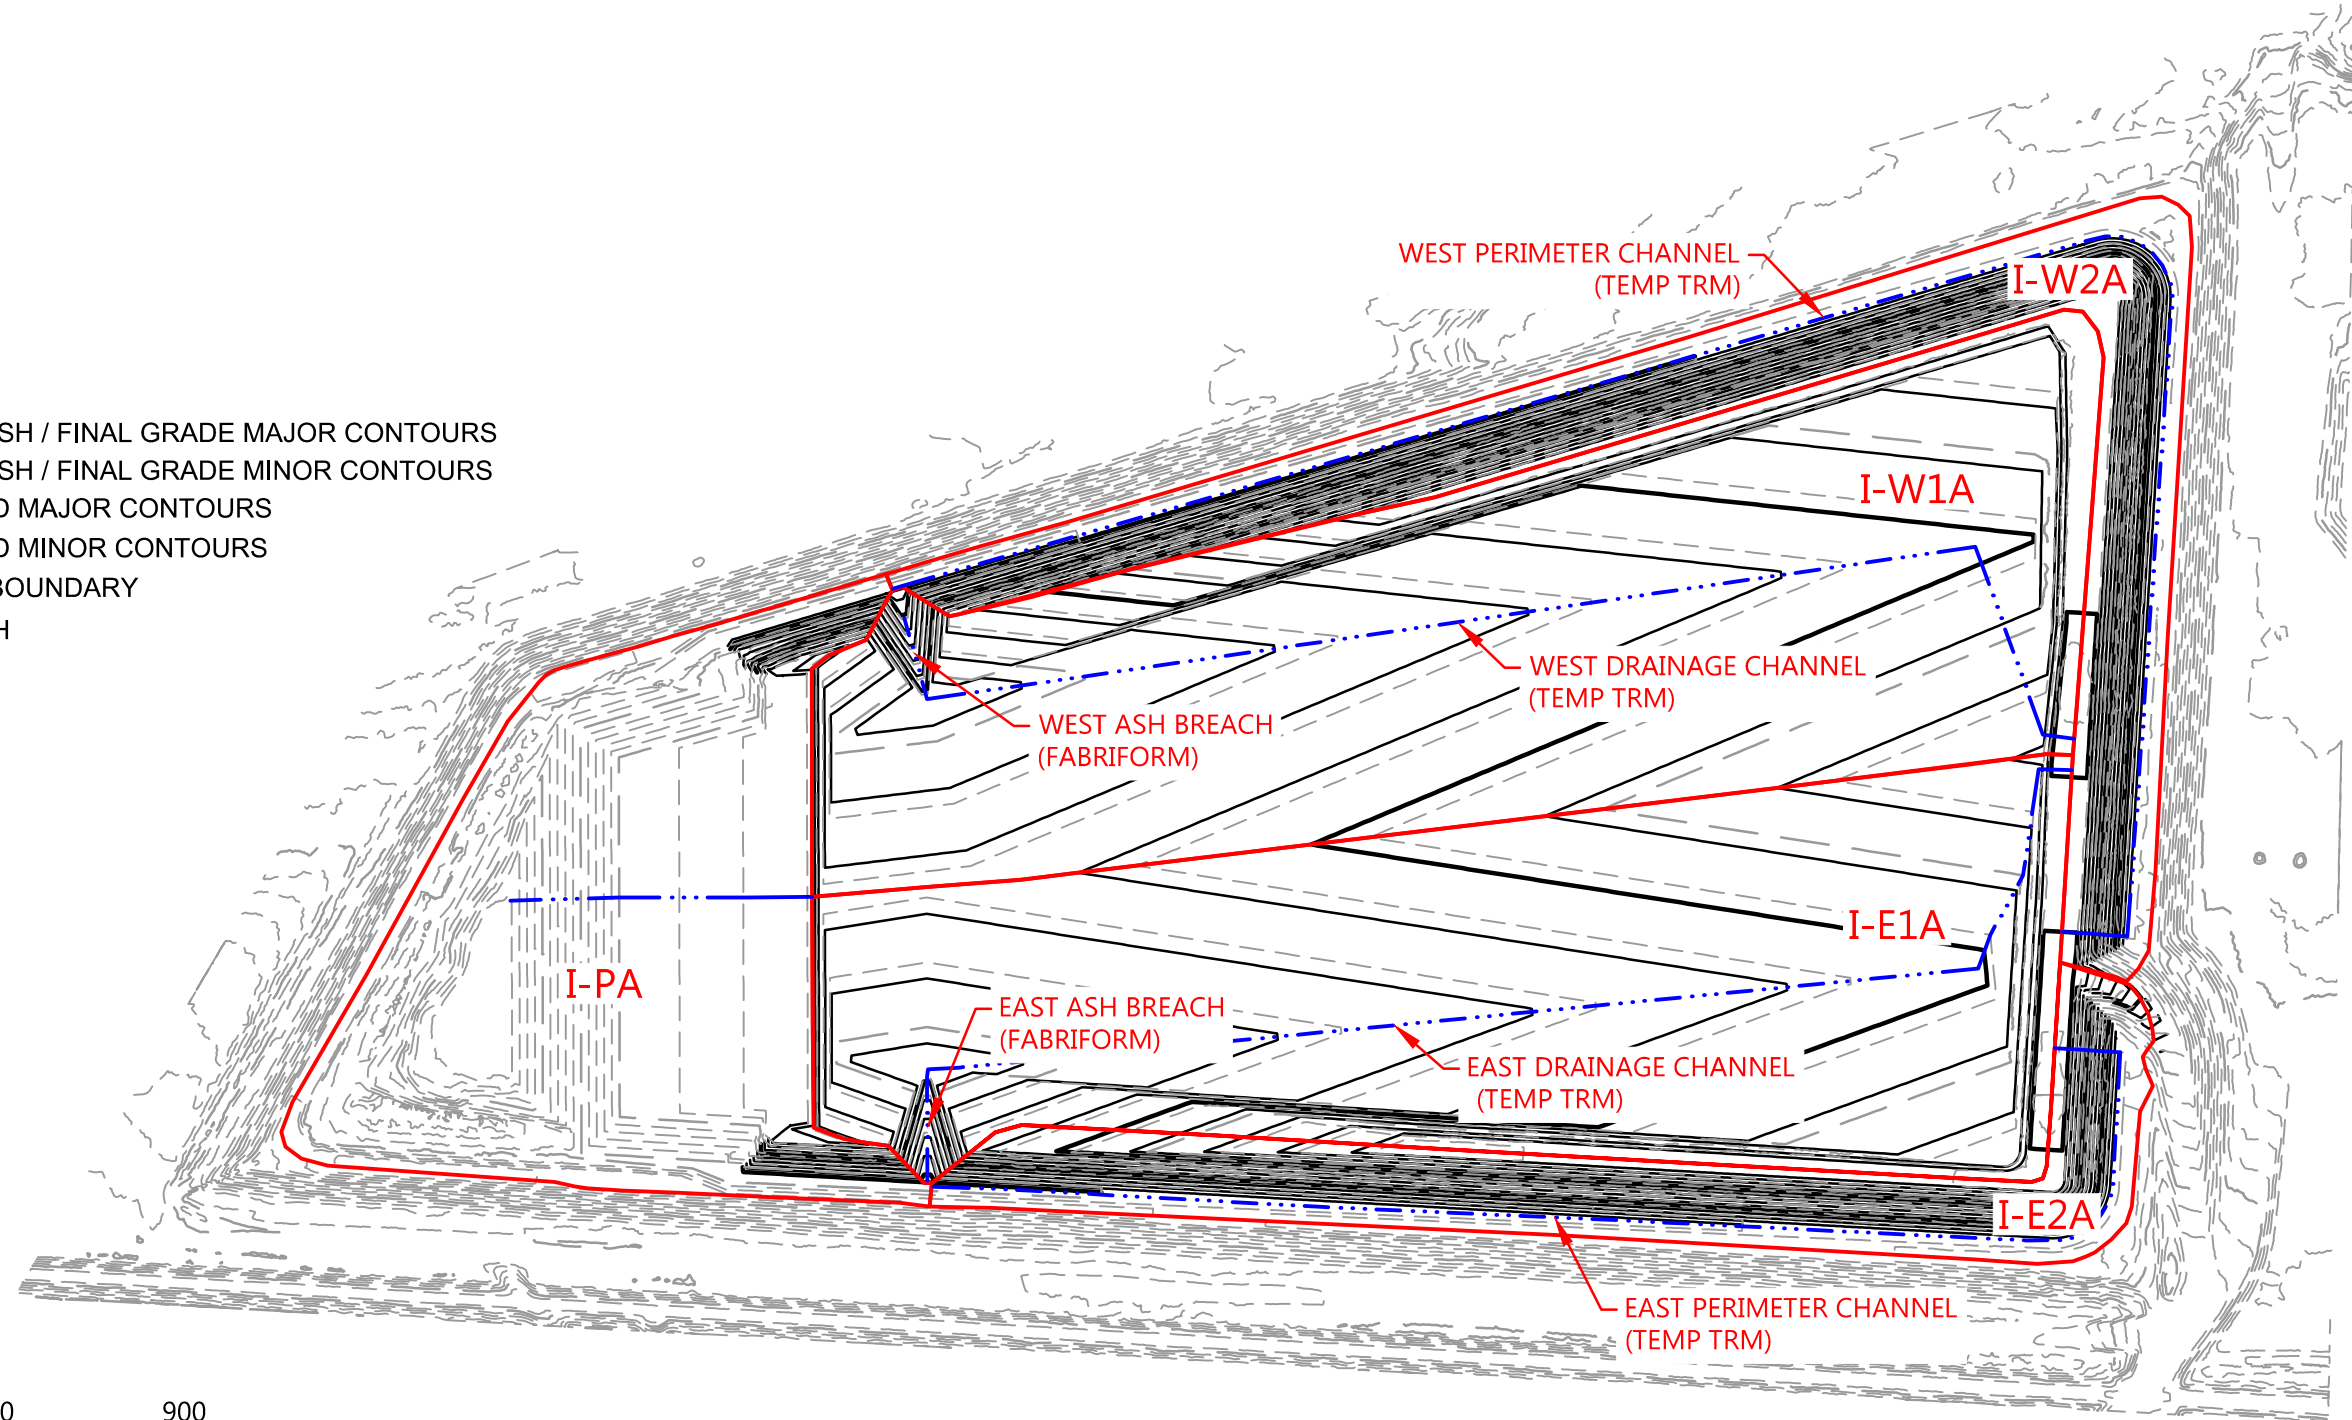 WEST PERIMETER CHANNEL
(TEMP TRM)
I-W2A
SH / FINAL GRADE MAJOR CONTOURS
SH / FINAL GRADE MINOR CONTOURS
D MAJOR CONTOURS
D MINOR CONTOURS
BOUNDARY
H
I-W1A
WEST DRAINAGE CHANNEL
(TEMP TRM)
WEST ASH BREACH
(FABRIFORM)
I-E1A
I-PA
EAST ASH BREACH
(FABRIFORM)
EAST DRAINAGE CHANNEL
(TEMP TRM)
I-E2A
EAST PERIMETER CHANNEL
(TEMP TRM)
0 900